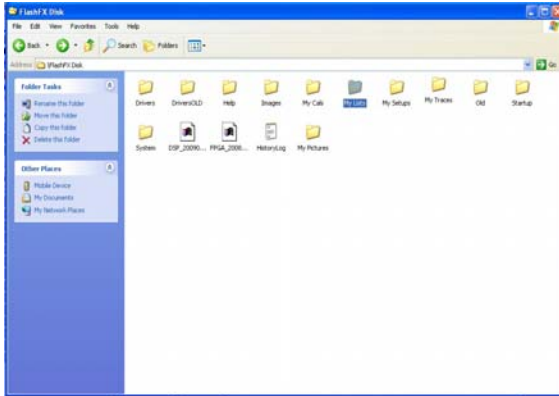 FlashFX Disk
File Edit View Favorites Tools Help
Back Search Folders
Address \FlashFX Disk Go
Folder Tasks
Rename this folder
Move this folder
Copy this folder
Delete this folder
Other Places
Mobile Device
My Documents
My Network Places
Drivers DriversOLD Help Images My Cals My Lists My Setups My Traces Old Startup
System DSP_20090... FPGA_2009... HistoryLog My Pictures